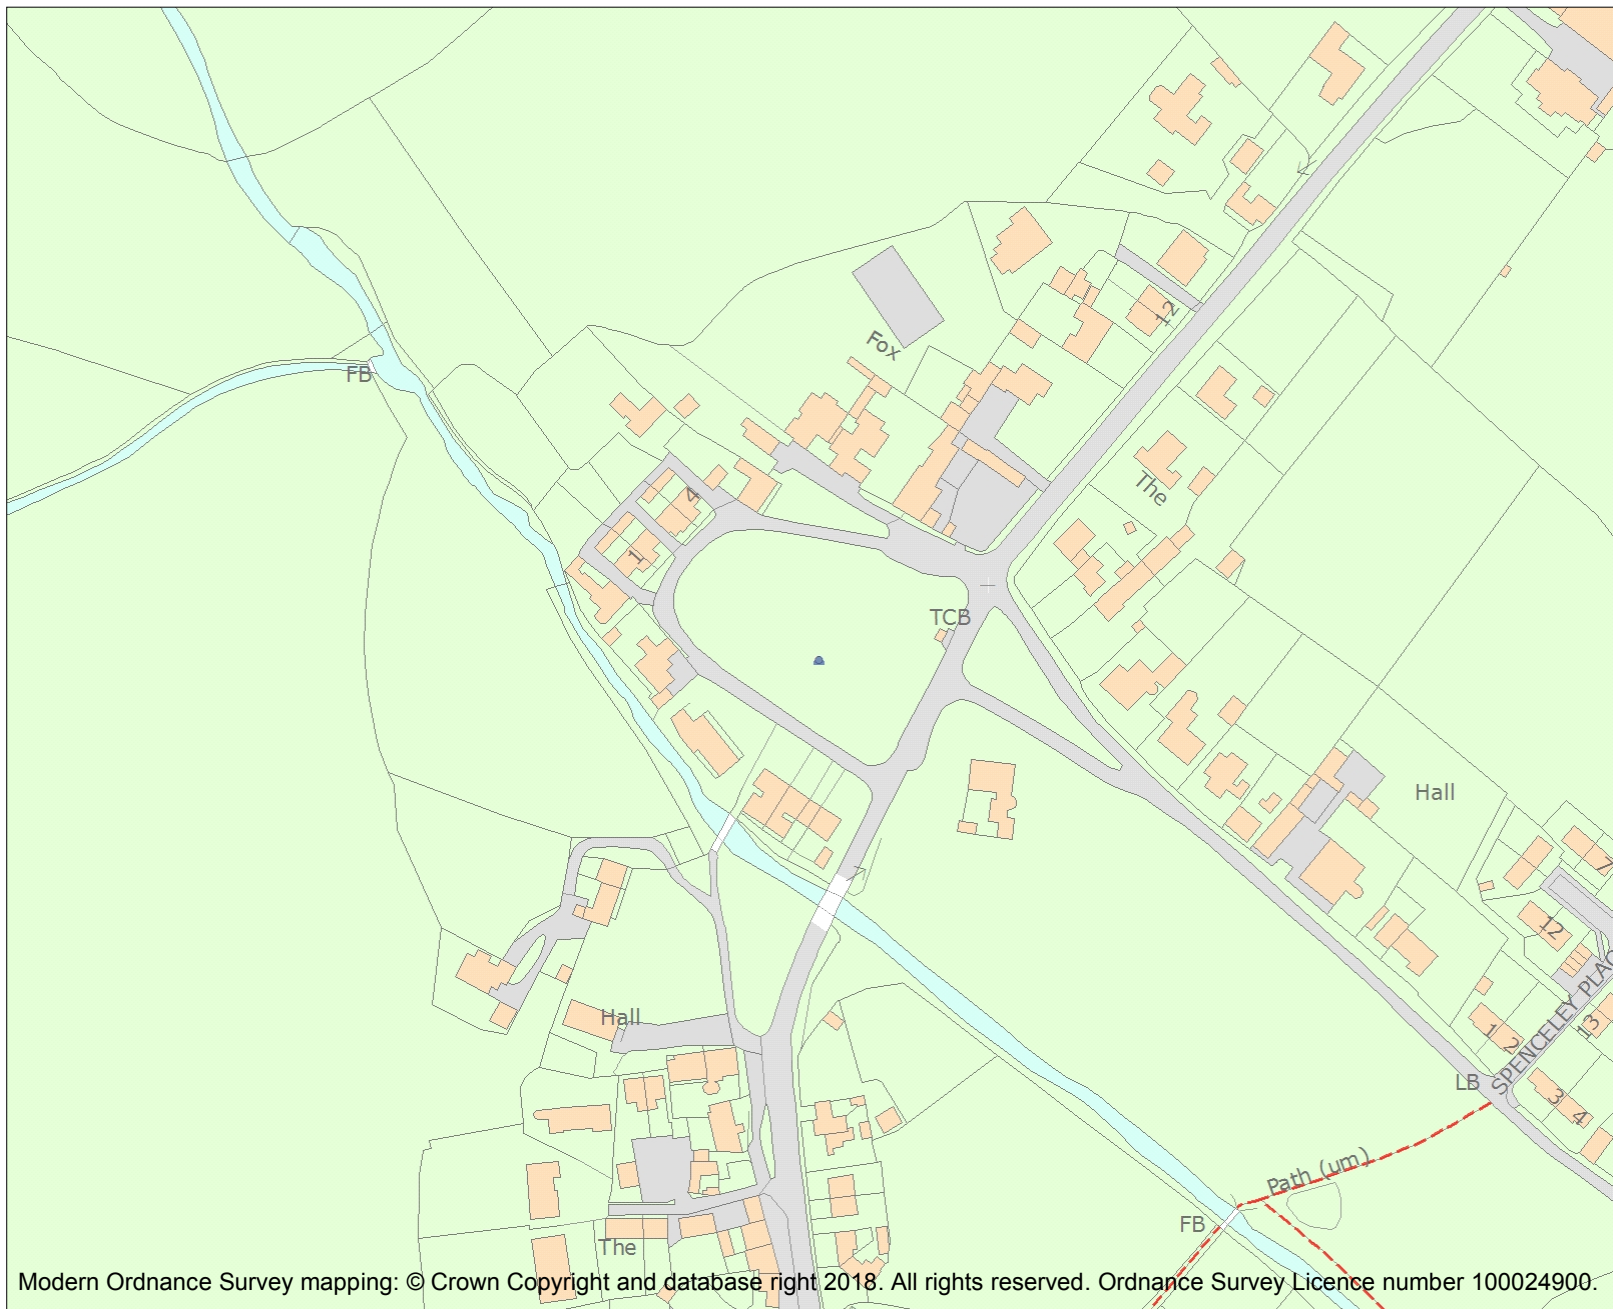 12
Fox
FB
The
4
1
TCB
Hall
7
12
SPENCELEY PLAC
13
Hall
1
2
LB
3
4
Path (um)
FB
The
Modern Ordnance Survey mapping: © Crown Copyright and database right 2018. All rights reserved. Ordnance Survey Licence number 100024900.